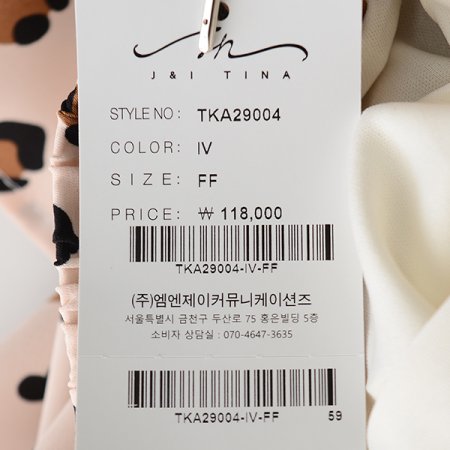 in
J & I TINA
STYLE NO : TKA29004
COLOR: IV
SIZE: FF
PRICE: ₩ 118,000
TKA29004-IV-FF
(주)엠엔제이커뮤니케이션즈
서울특별시 금천구 두산로 75 홍은빌딩 5층
소비자 상담실 : 070-4647-3635
TKA29004-IV-FF 59